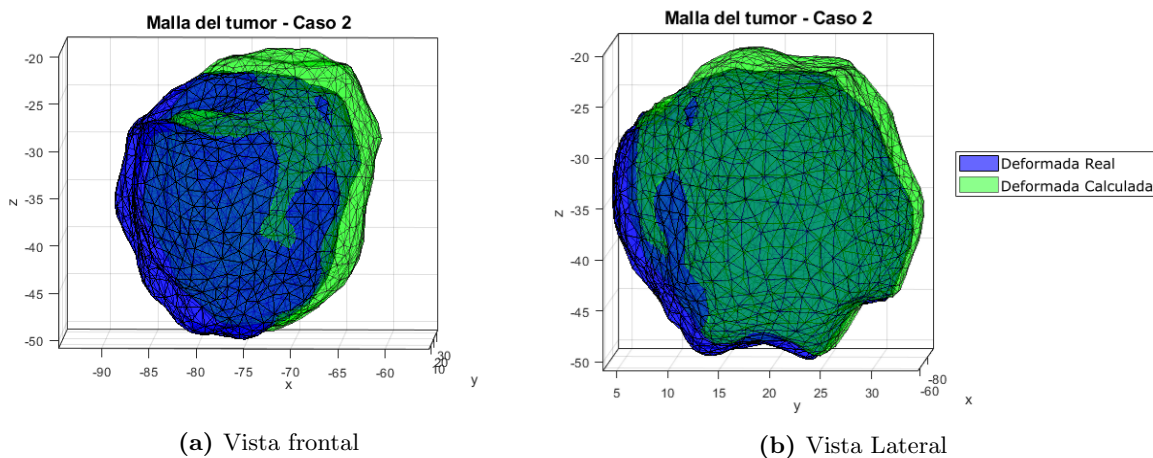 Malla del tumor - Caso 2
-20
-25
-30
z
-35
-40
-45
-50
-90
-85
-80
-75
-70
-65
-60
x
10
20
30
y
(a) Vista frontal
Malla del tumor - Caso 2
-20
-25
-30
z
-35
-40
-45
-50
5
10
15
20
25
30
y
-60
-80
x
(b) Vista Lateral
Deformada Real
Deformada Calculada